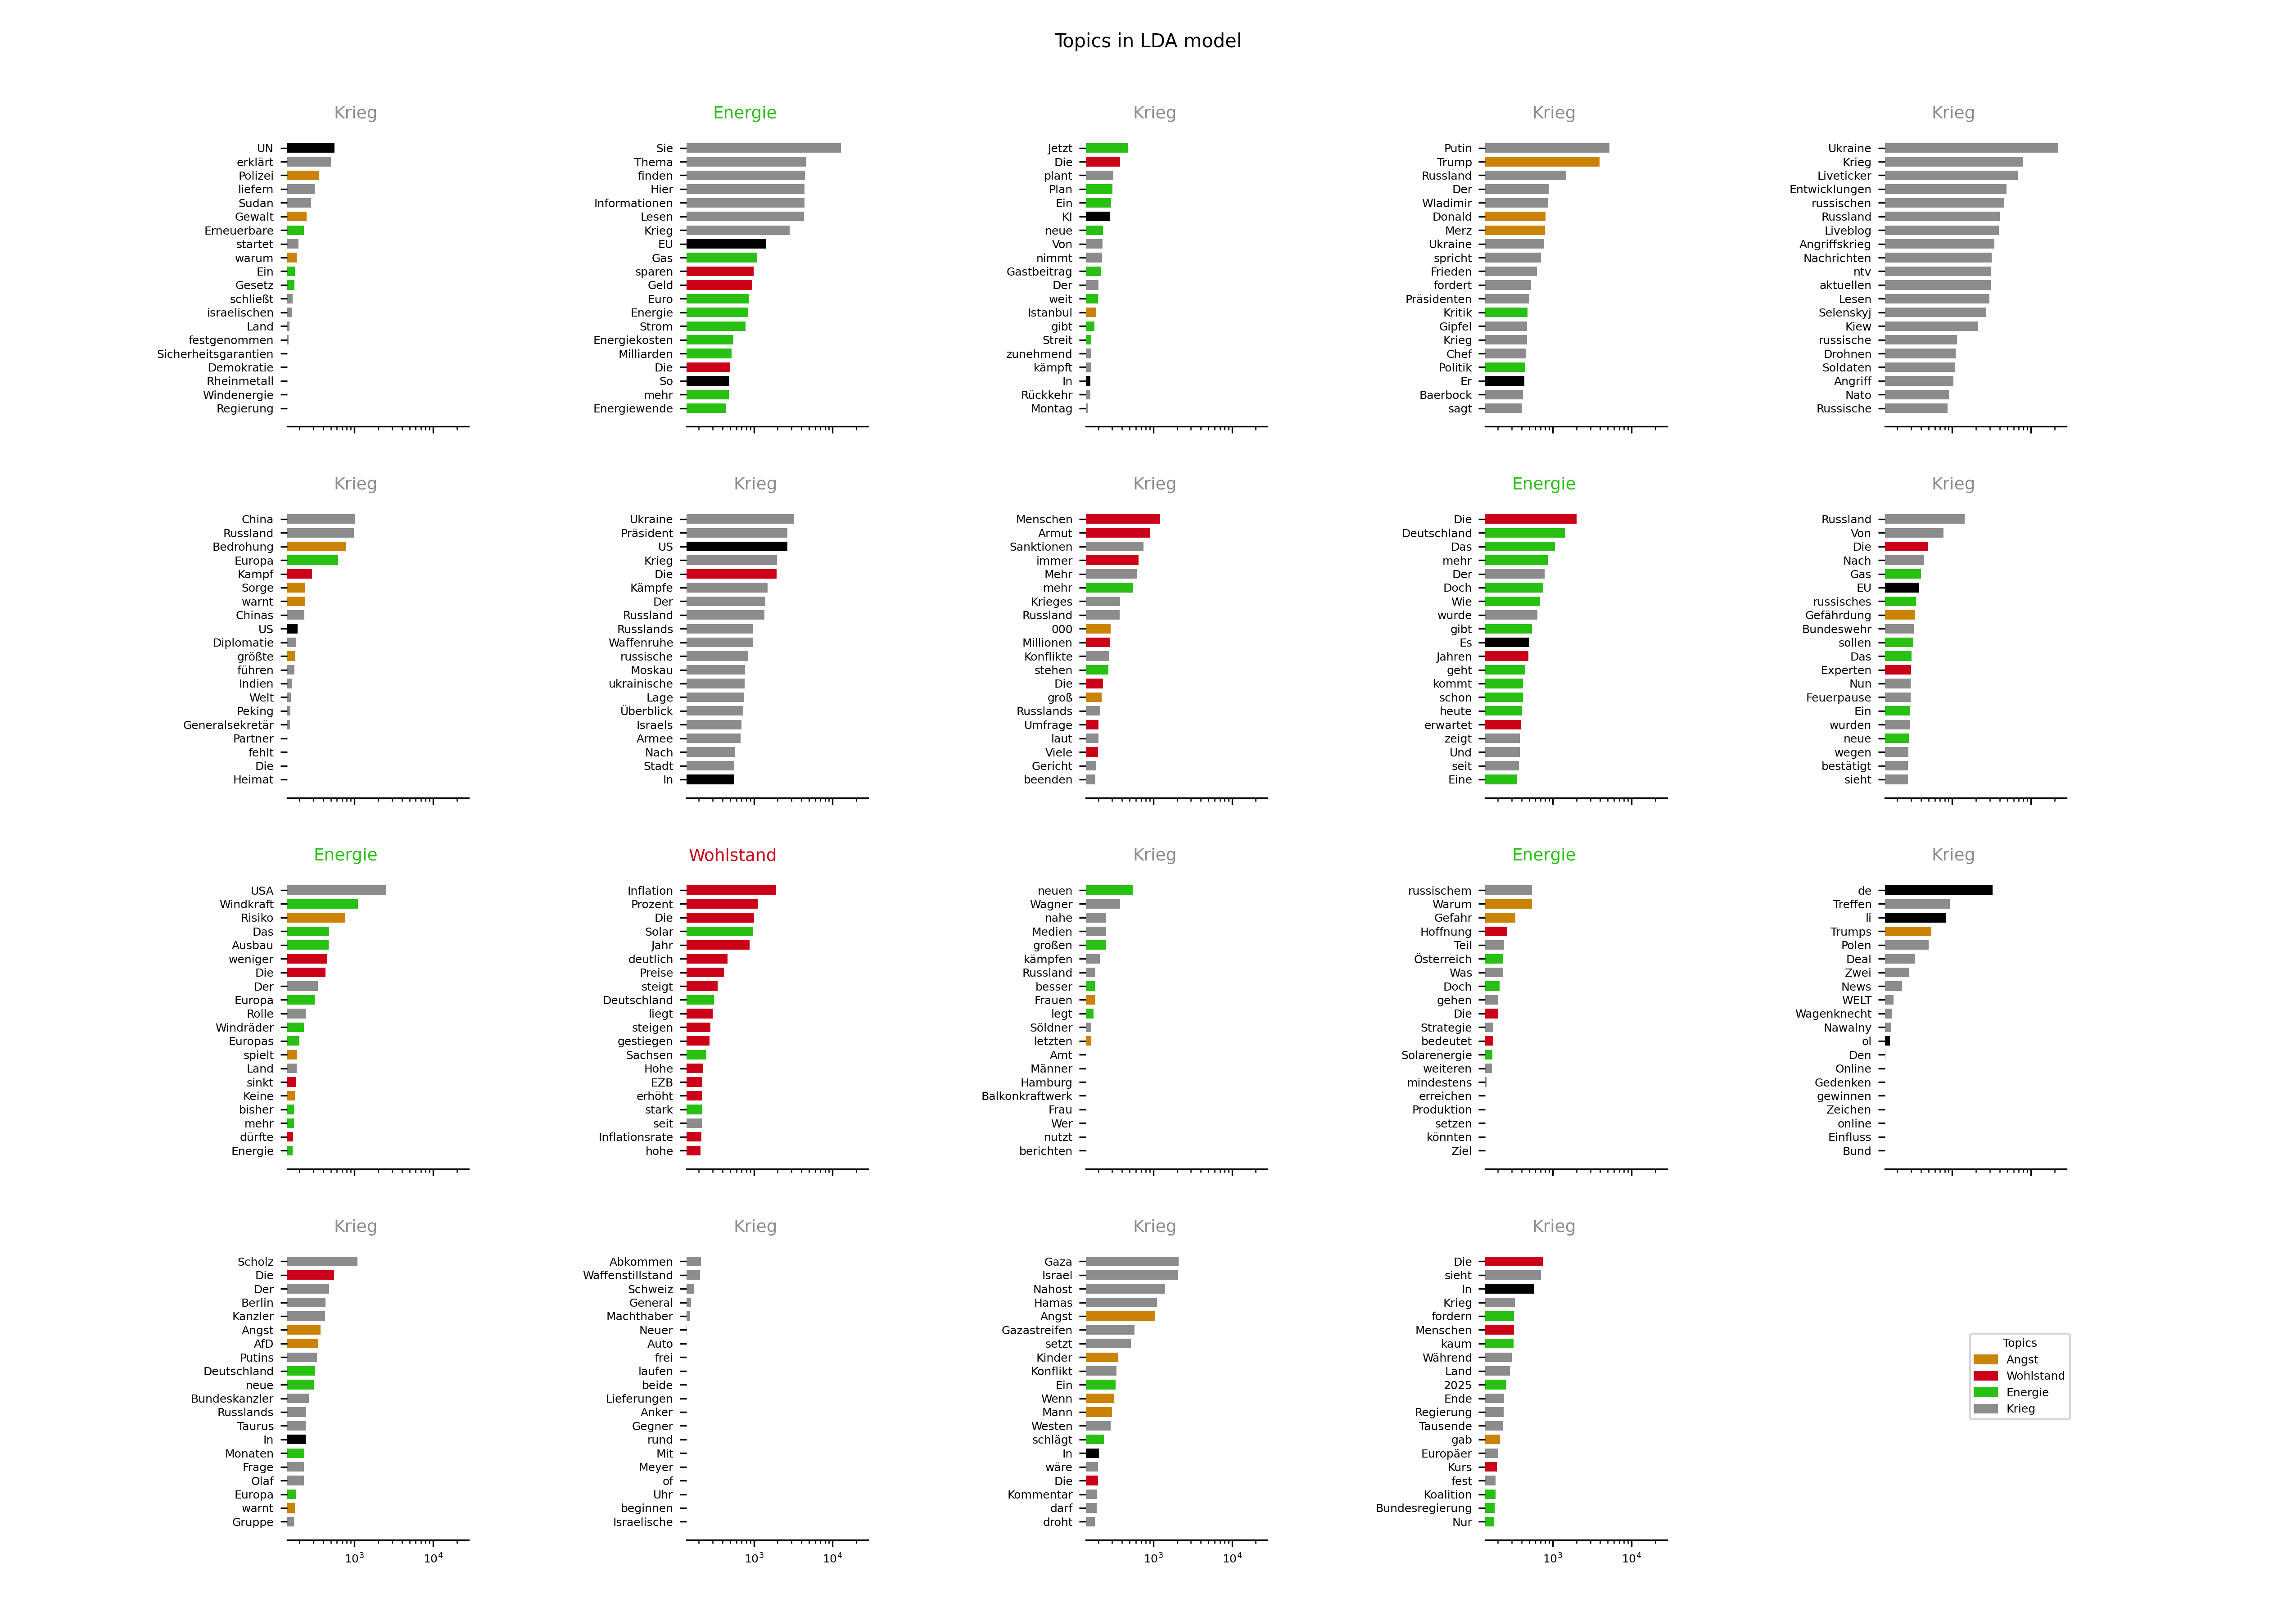 Topics in LDA model
Krieg
UN
erklärt
Polizei
liefern
Sudan
Gewalt
Erneuerbare
startet
warum
Ein
Gesetz
schließt
israelischen
Land
festgenommen
Sicherheitsgarantien
Demokratie
Rheinmetall
Windenergie
Regierung
Energie
Sie
Thema
finden
Hier
Informationen
Lesen
Krieg
EU
Gas
sparen
Geld
Euro
Energie
Strom
Energiekosten
Milliarden
Die
So
mehr
Energiewende
Krieg
Jetzt
Die
plant
Plan
Ein
KI
neue
Von
nimmt
Gastbeitrag
Der
weit
Istanbul
gibt
Streit
zunehmend
kämpft
In
Rückkehr
Montag
Krieg
Putin
Trump
Russland
Der
Wladimir
Donald
Merz
Ukraine
spricht
Frieden
fordert
Präsidenten
Kritik
Gipfel
Krieg
Chef
Politik
Er
Baerbock
sagt
Krieg
Ukraine
Krieg
Liveticker
Entwicklungen
russischen
Russland
Liveblog
Angriffskrieg
Nachrichten
ntv
aktuellen
Lesen
Selenskyj
Kiew
russische
Drohnen
Soldaten
Angriff
Nato
Russische
Krieg
China
Russland
Bedrohung
Europa
Kampf
Sorge
warnt
Chinas
US
Diplomatie
größte
führen
Indien
Welt
Peking
Generalsekretär
Partner
fehlt
Die
Heimat
Krieg
Ukraine
Präsident
US
Krieg
Die
Kämpfe
Der
Russland
Russlands
Waffenruhe
russische
Moskau
ukrainische
Lage
Überblick
Israels
Armee
Nach
Stadt
In
Krieg
Menschen
Armut
Sanktionen
immer
Mehr
mehr
Krieges
Russland
000
Millionen
Konflikte
stehen
Die
groß
Russlands
Umfrage
laut
Viele
Gericht
beenden
Energie
Die
Deutschland
Das
mehr
Der
Doch
Wie
wurde
gibt
Es
Jahren
geht
kommt
schon
heute
erwartet
zeigt
Und
seit
Eine
Krieg
Russland
Von
Die
Nach
Gas
EU
russisches
Gefährdung
Bundeswehr
sollen
Das
Experten
Nun
Feuerpause
Ein
wurden
neue
wegen
bestätigt
sieht
Energie
USA
Windkraft
Risiko
Das
Ausbau
weniger
Die
Der
Europa
Rolle
Windräder
Europas
spielt
Land
sinkt
Keine
bisher
mehr
dürfte
Energie
Wohlstand
Inflation
Prozent
Die
Solar
Jahr
deutlich
Preise
steigt
Deutschland
liegt
steigen
gestiegen
Sachsen
Hohe
EZB
erhöht
stark
seit
Inflationsrate
hohe
Krieg
neuen
Wagner
nahe
Medien
großen
kämpfen
Russland
besser
Frauen
legt
Söldner
letzten
Amt
Männer
Hamburg
Balkonkraftwerk
Frau
Wer
nutzt
berichten
Energie
russischem
Warum
Gefahr
Hoffnung
Teil
Österreich
Was
Doch
gehen
Die
Strategie
bedeutet
Solarenergie
weiteren
mindestens
erreichen
Produktion
setzen
könnten
Ziel
Krieg
de
Treffen
li
Trumps
Polen
Deal
Zwei
News
WELT
Wagenknecht
Nawalny
ol
Den
Online
Gedenken
gewinnen
Zeichen
online
Einfluss
Bund
Krieg
Scholz
Die
Der
Berlin
Kanzler
Angst
AfD
Putins
Deutschland
neue
Bundeskanzler
Russlands
Taurus
In
Monaten
Frage
Olaf
Europa
warnt
Gruppe
10³
10⁴
Krieg
Abkommen
Waffenstillstand
Schweiz
General
Machthaber
Neuer
Auto
frei
laufen
beide
Lieferungen
Anker
Gegner
rund
Mit
Meyer
of
Uhr
beginnen
Israelische
10³
10⁴
Krieg
Gaza
Israel
Nahost
Hamas
Angst
Gazastreifen
setzt
Kinder
Konflikt
Ein
Wenn
Mann
Westen
schlägt
In
wäre
Die
Kommentar
darf
droht
10³
10⁴
Krieg
Die
sieht
In
Krieg
fordern
Menschen
kaum
Während
Land
2025
Ende
Regierung
Tausende
gab
Europäer
Kurs
fest
Koalition
Bundesregierung
Nur
10³
10⁴
Topics
Angst
Wohlstand
Energie
Krieg